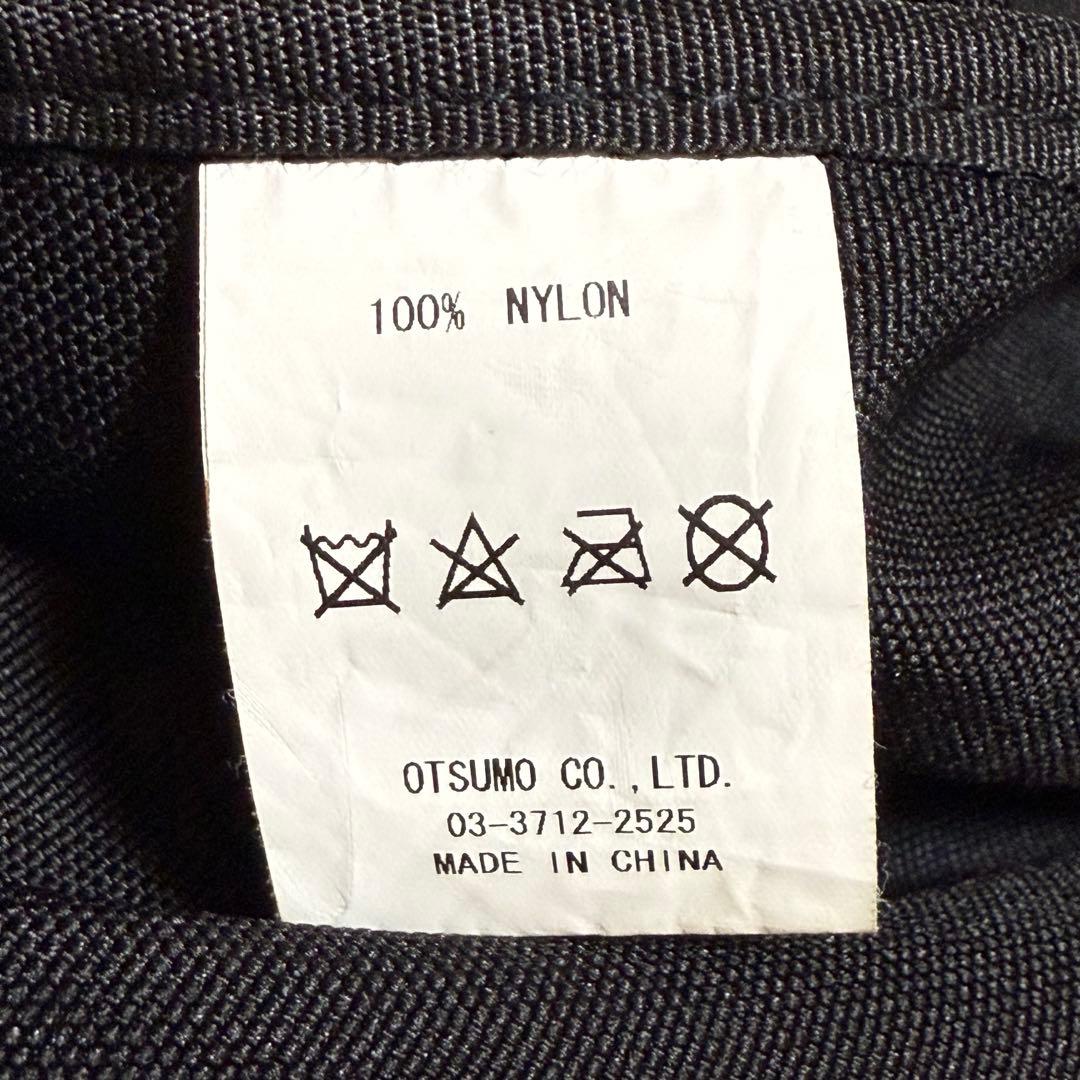 100% NYLON
OTSUMO CO.,LTD.
03-3712-2525
MADE IN CHINA